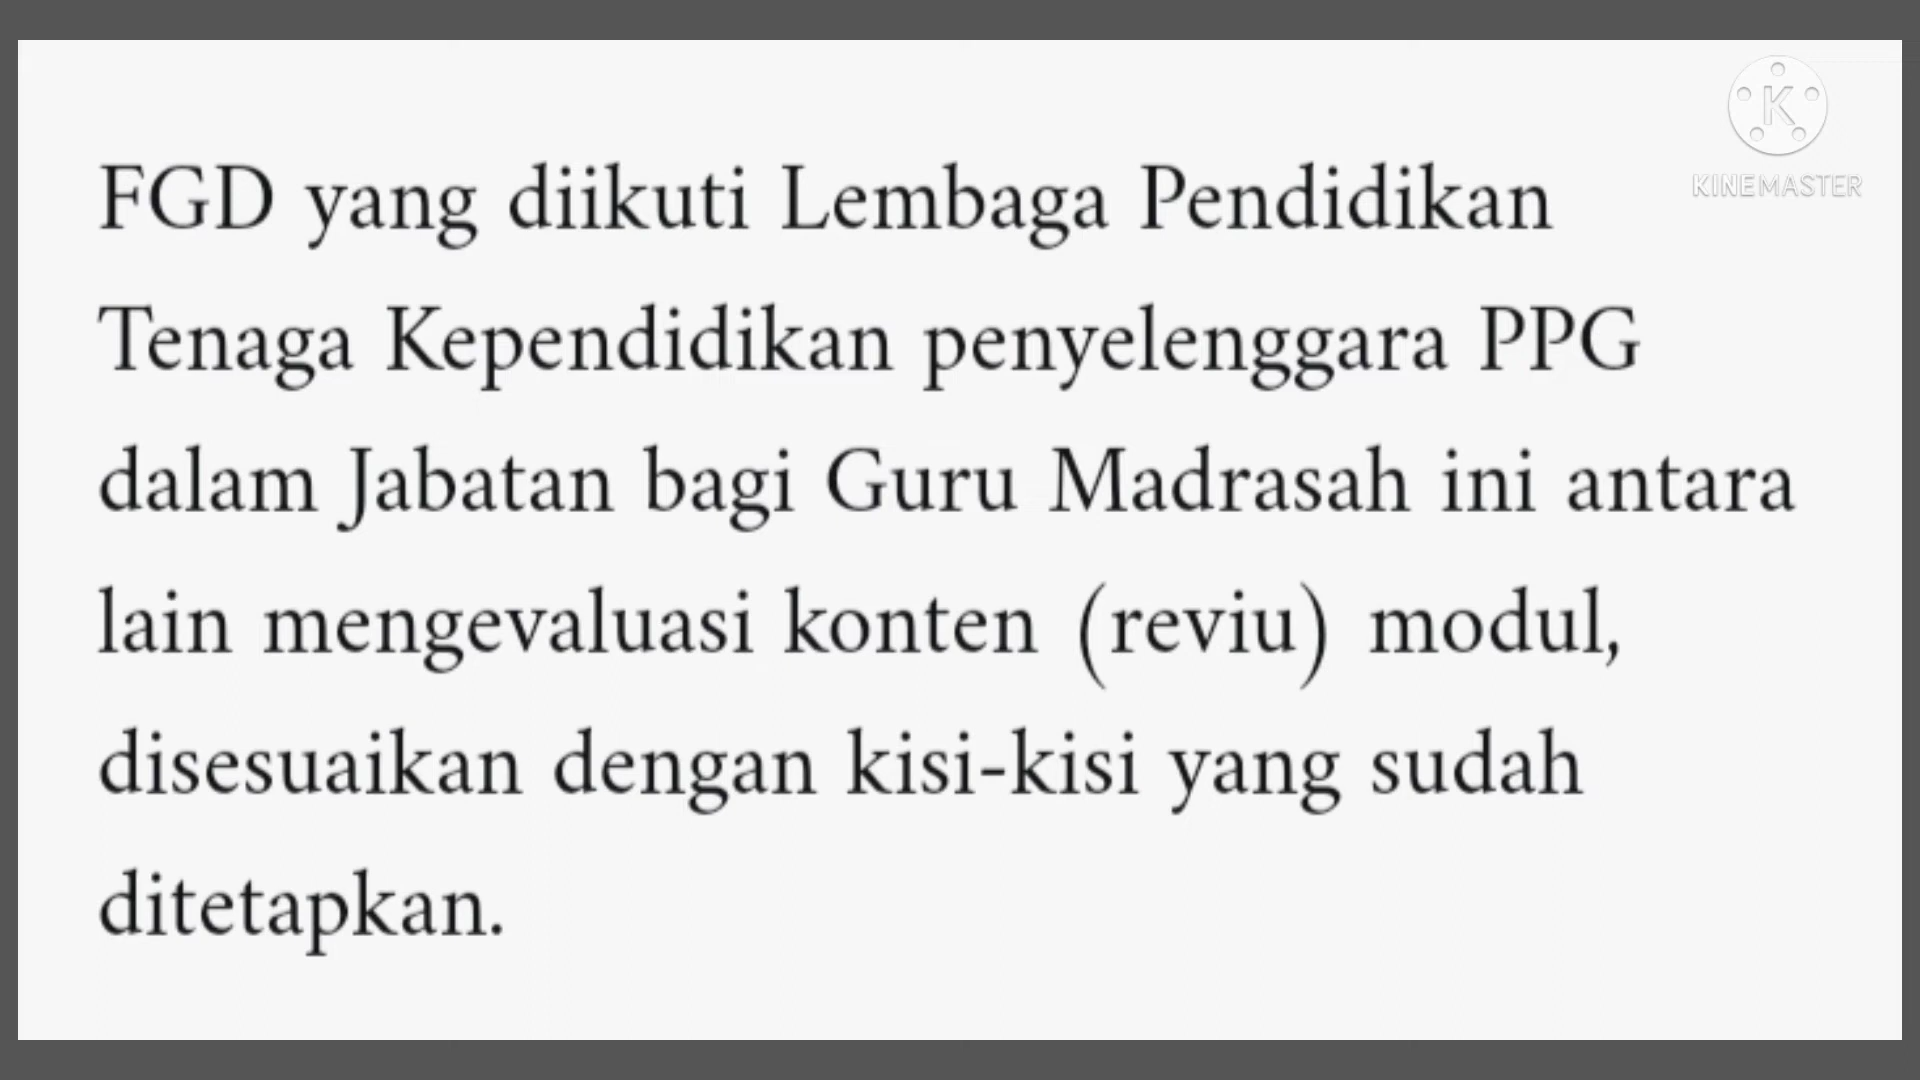 FGD yang diikuti Lembaga Pendidikan
Tenaga Kependidikan penyelenggara PPG
dalam Jabatan bagi Guru Madrasah ini antara
lain mengevaluasi konten (reviu) modul,
disesuaikan dengan kisi-kisi yang sudah
ditetapkan.
K
KINEMASTER